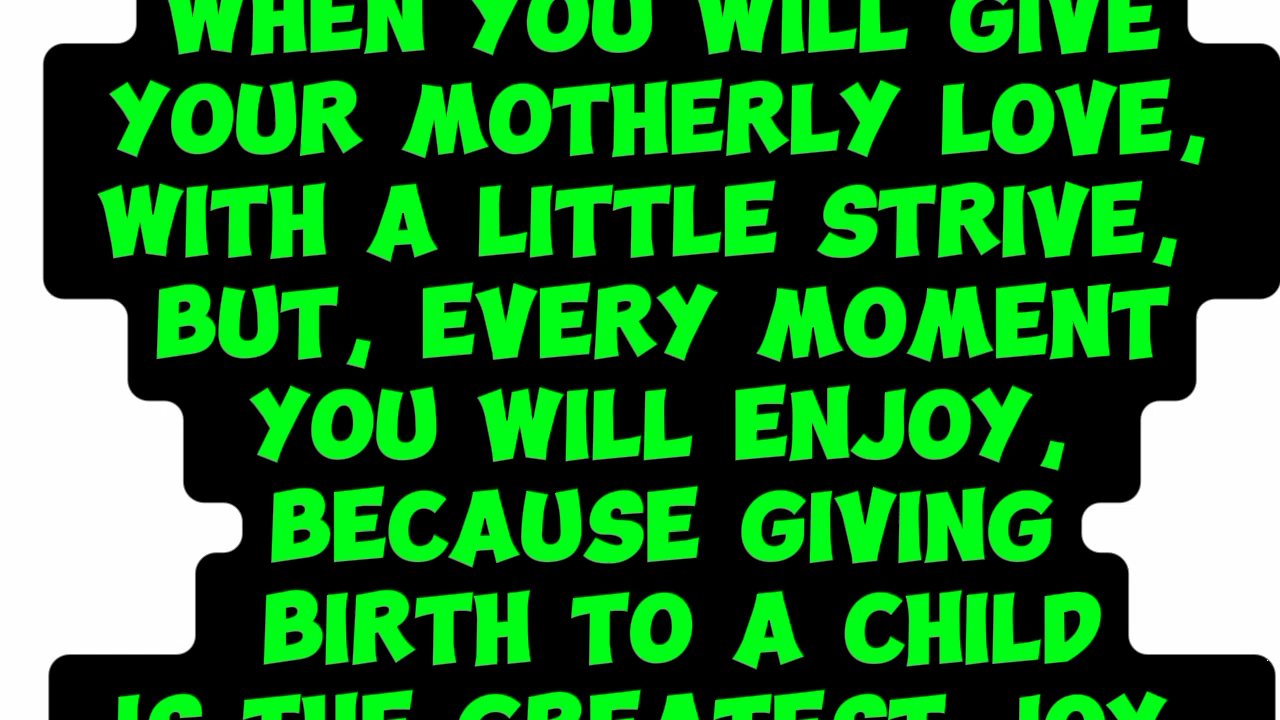 WHEN YOU WILL GIVE
YOUR MOTHERLY LOVE,
WITH A LITTLE STRIVE,
BUT, EVERY MOMENT
YOU WILL ENJOY,
BECAUSE GIVING
BIRTH TO A CHILD
IS THE GREATEST JOY